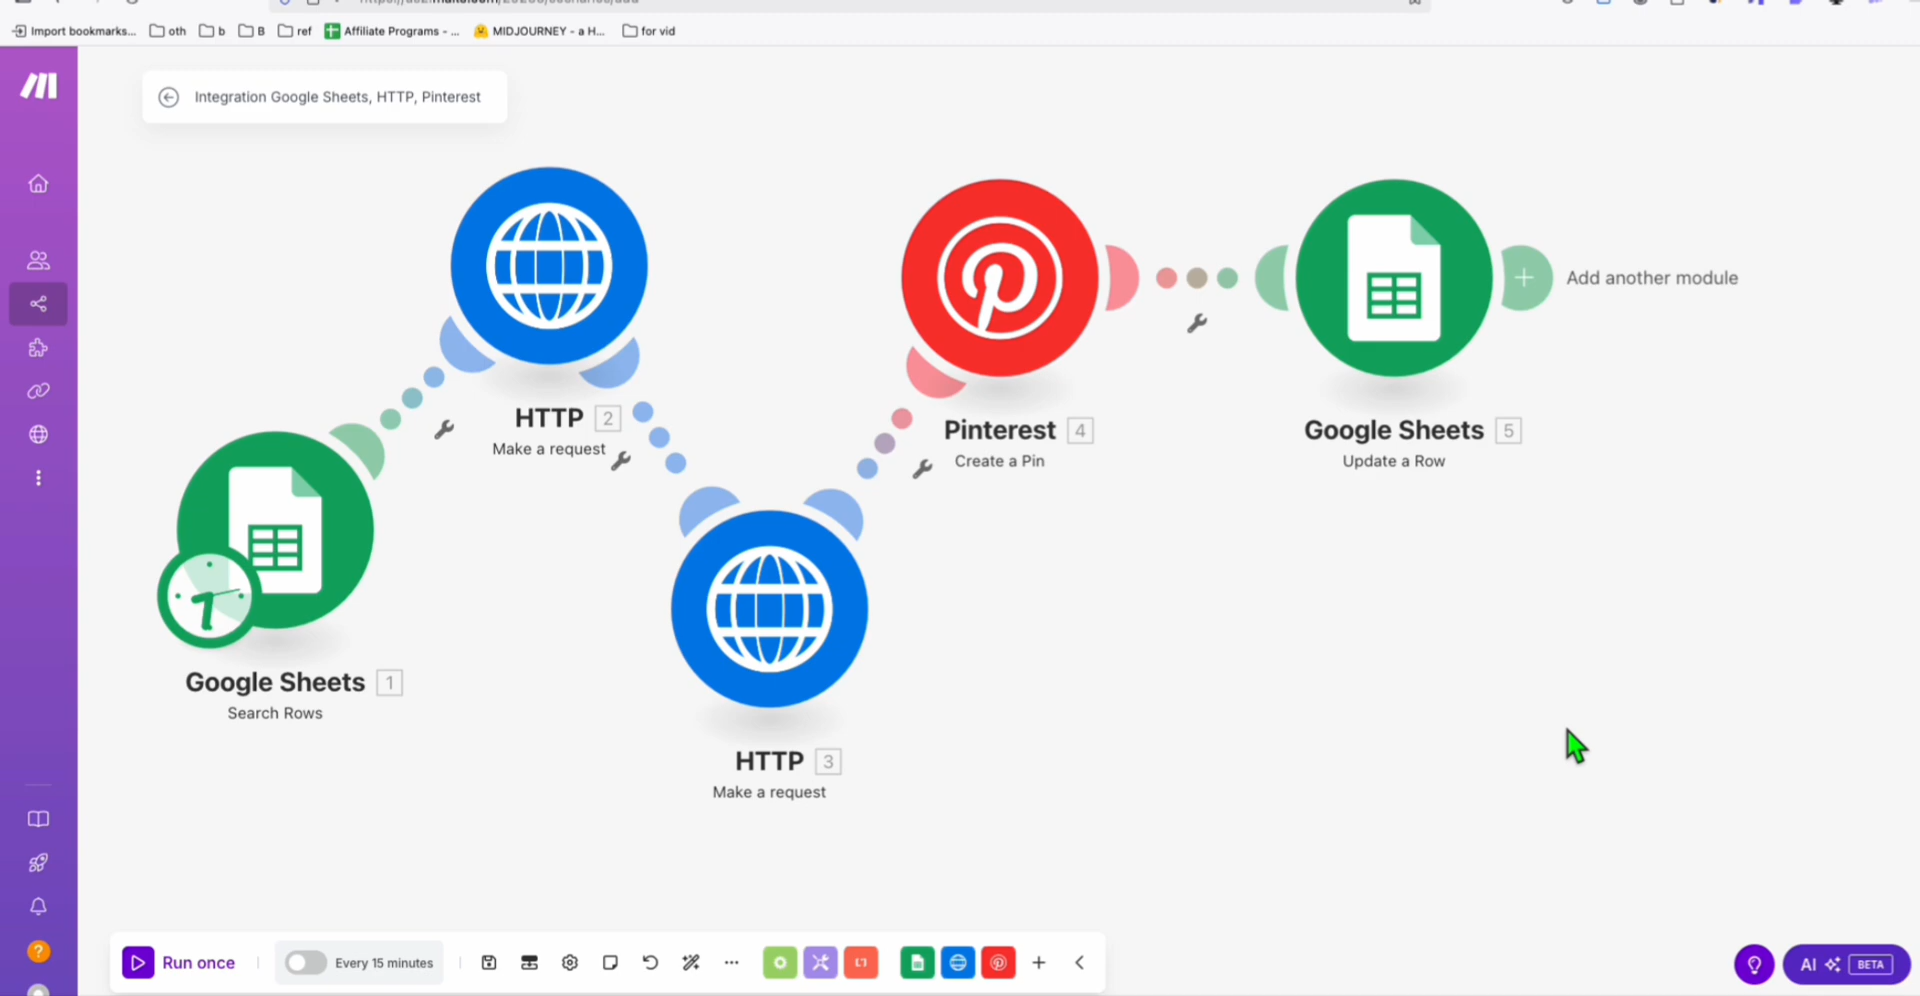 Import bookmarks...
oth
b
B
ref
Affiliate Programs - ...
MIDJOURNEY - a H...
for vid
Integration Google Sheets, HTTP, Pinterest
HTTP 2
Make a request
Pinterest 4
Create a Pin
Google Sheets 5
Update a Row
Add another module
Google Sheets 1
Search Rows
HTTP 3
Make a request
?
Run once
Every 15 minutes
AI BETA